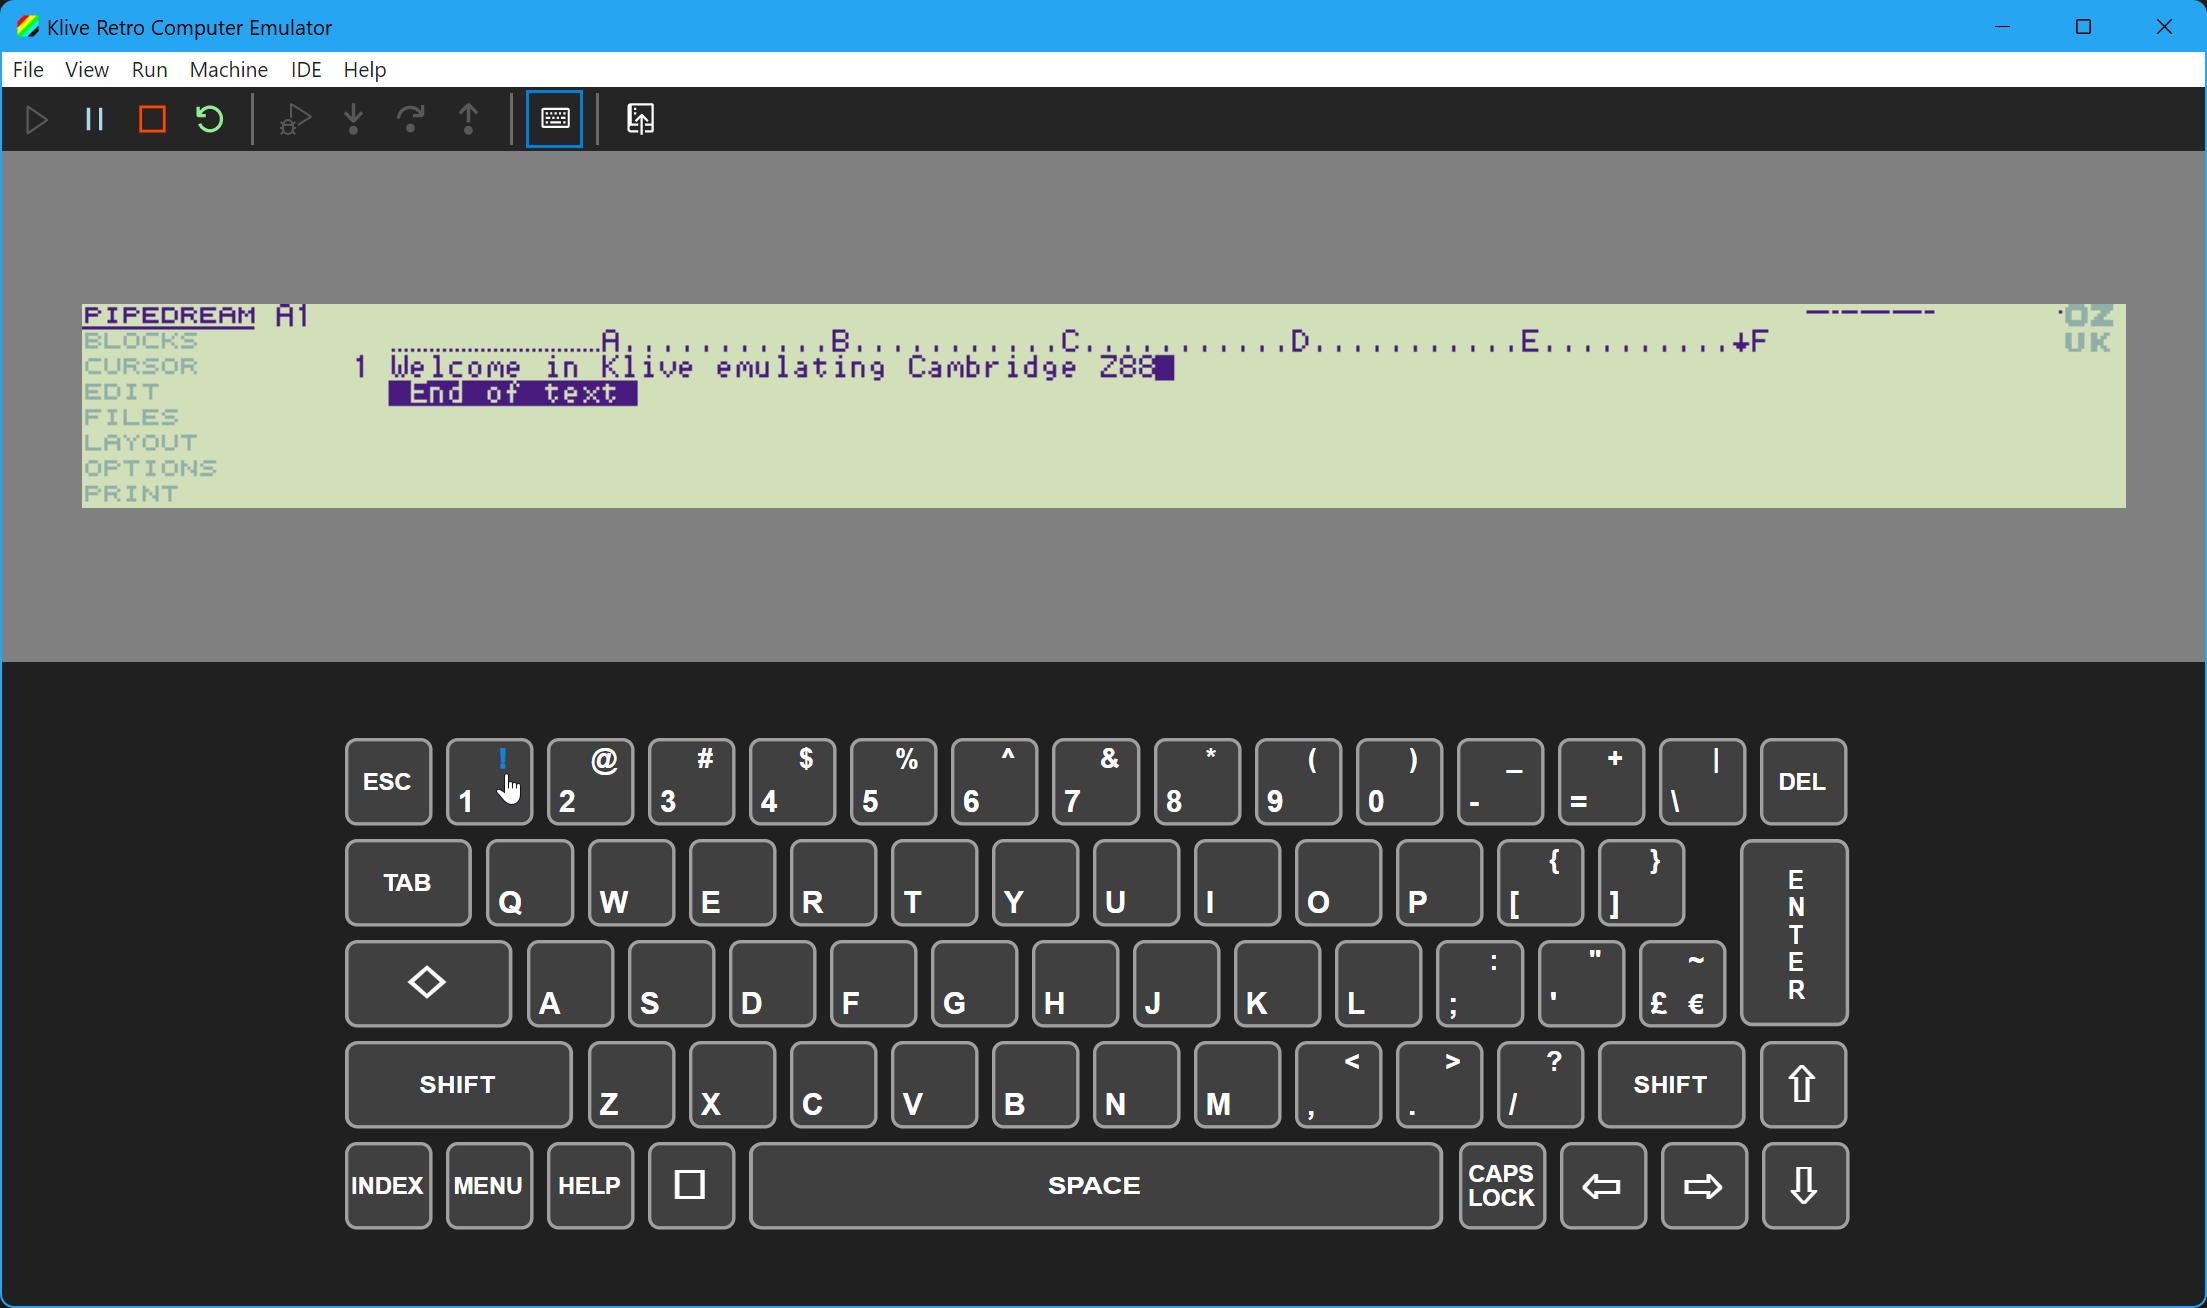 Klive Retro Computer Emulator
File View Run Machine IDE Help
PIPEDREAM A1
OZ
BLOCKS
..............................A...........B..........C..........D...........E..........F
UK
CURSOR
1 Welcome in Klive emulating Cambridge Z88
EDIT
End of text
FILES
LAYOUT
OPTIONS
PRINT
ESC 1 ! 2 @ 3 # 4 $ 5 % 6 ^ 7 & 8 * 9 ( 0 ) - _ = + \ | DEL
TAB Q W E R T Y U I O P [ { ] } ENTER
A S D F G H J K L ; : ' " £ ~ €
SHIFT Z X C V B N M , < . > / ? SHIFT
INDEX MENU HELP SPACE CAPS LOCK